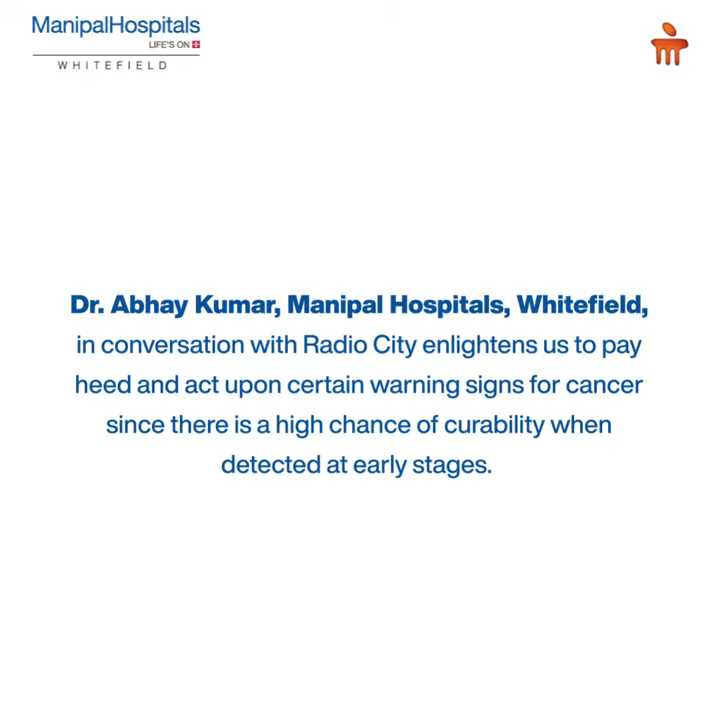 ManipalHospitals
LIFE'S ON
WHITEFIELD
Dr. Abhay Kumar, Manipal Hospitals, Whitefield,
in conversation with Radio City enlightens us to pay
heed and act upon certain warning signs for cancer
since there is a high chance of curability when
detected at early stages.